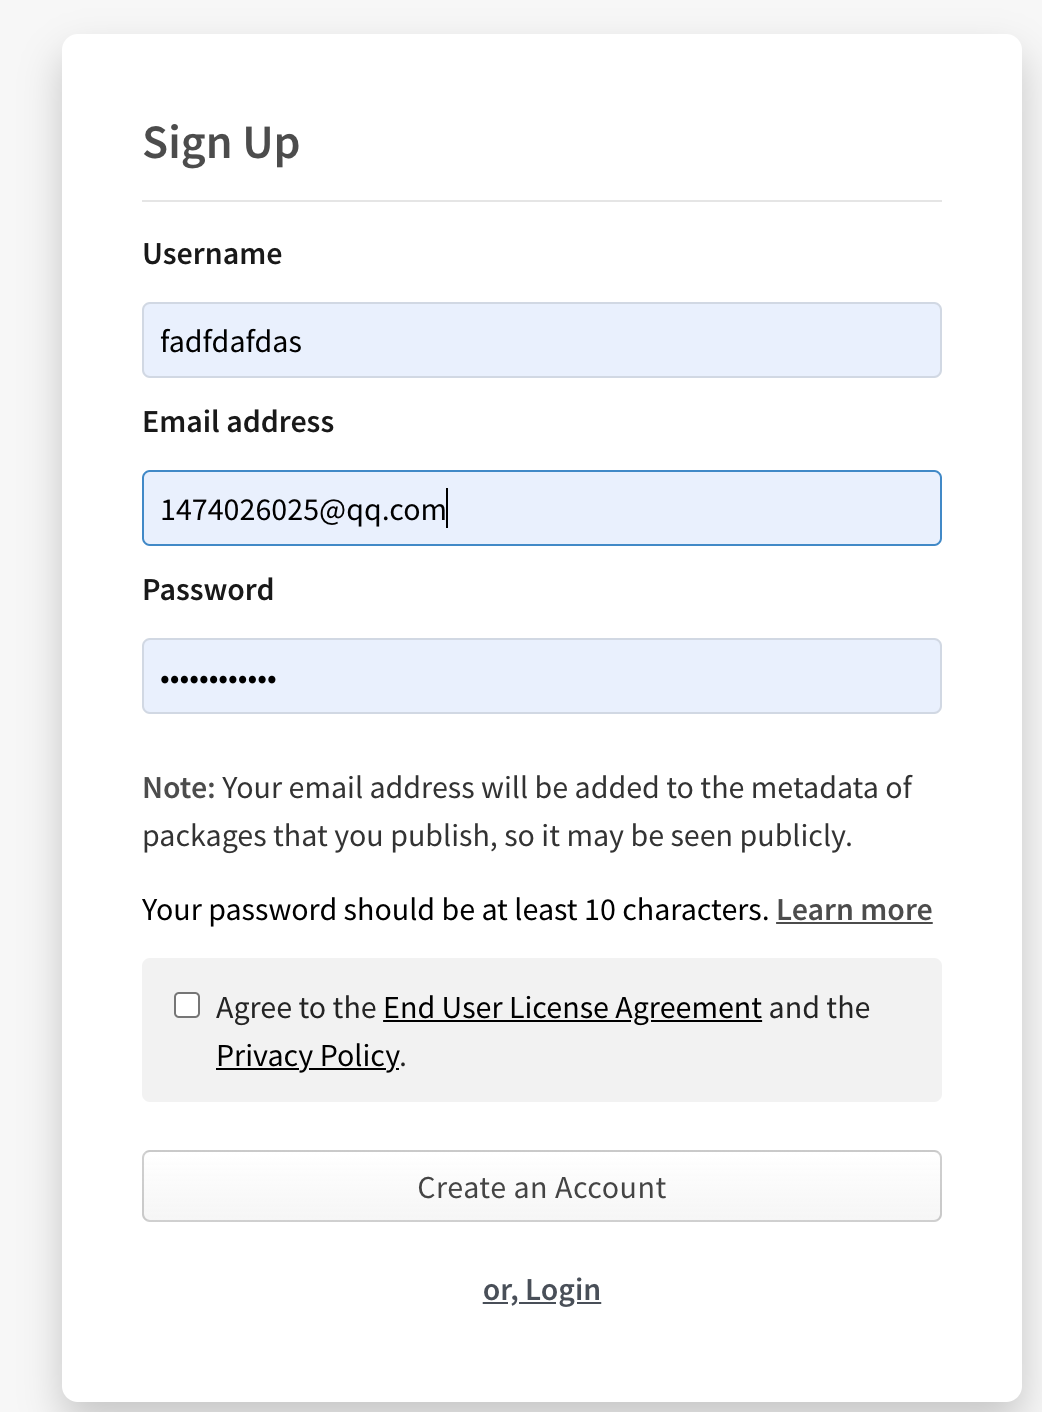 Sign Up
Username
fadfdafdas
Email address
1474026025@qq.com
Password
••••••••••••
Note: Your email address will be added to the metadata of
packages that you publish, so it may be seen publicly.
Your password should be at least 10 characters. Learn more
Agree to the End User License Agreement and the
Privacy Policy.
Create an Account
or, Login